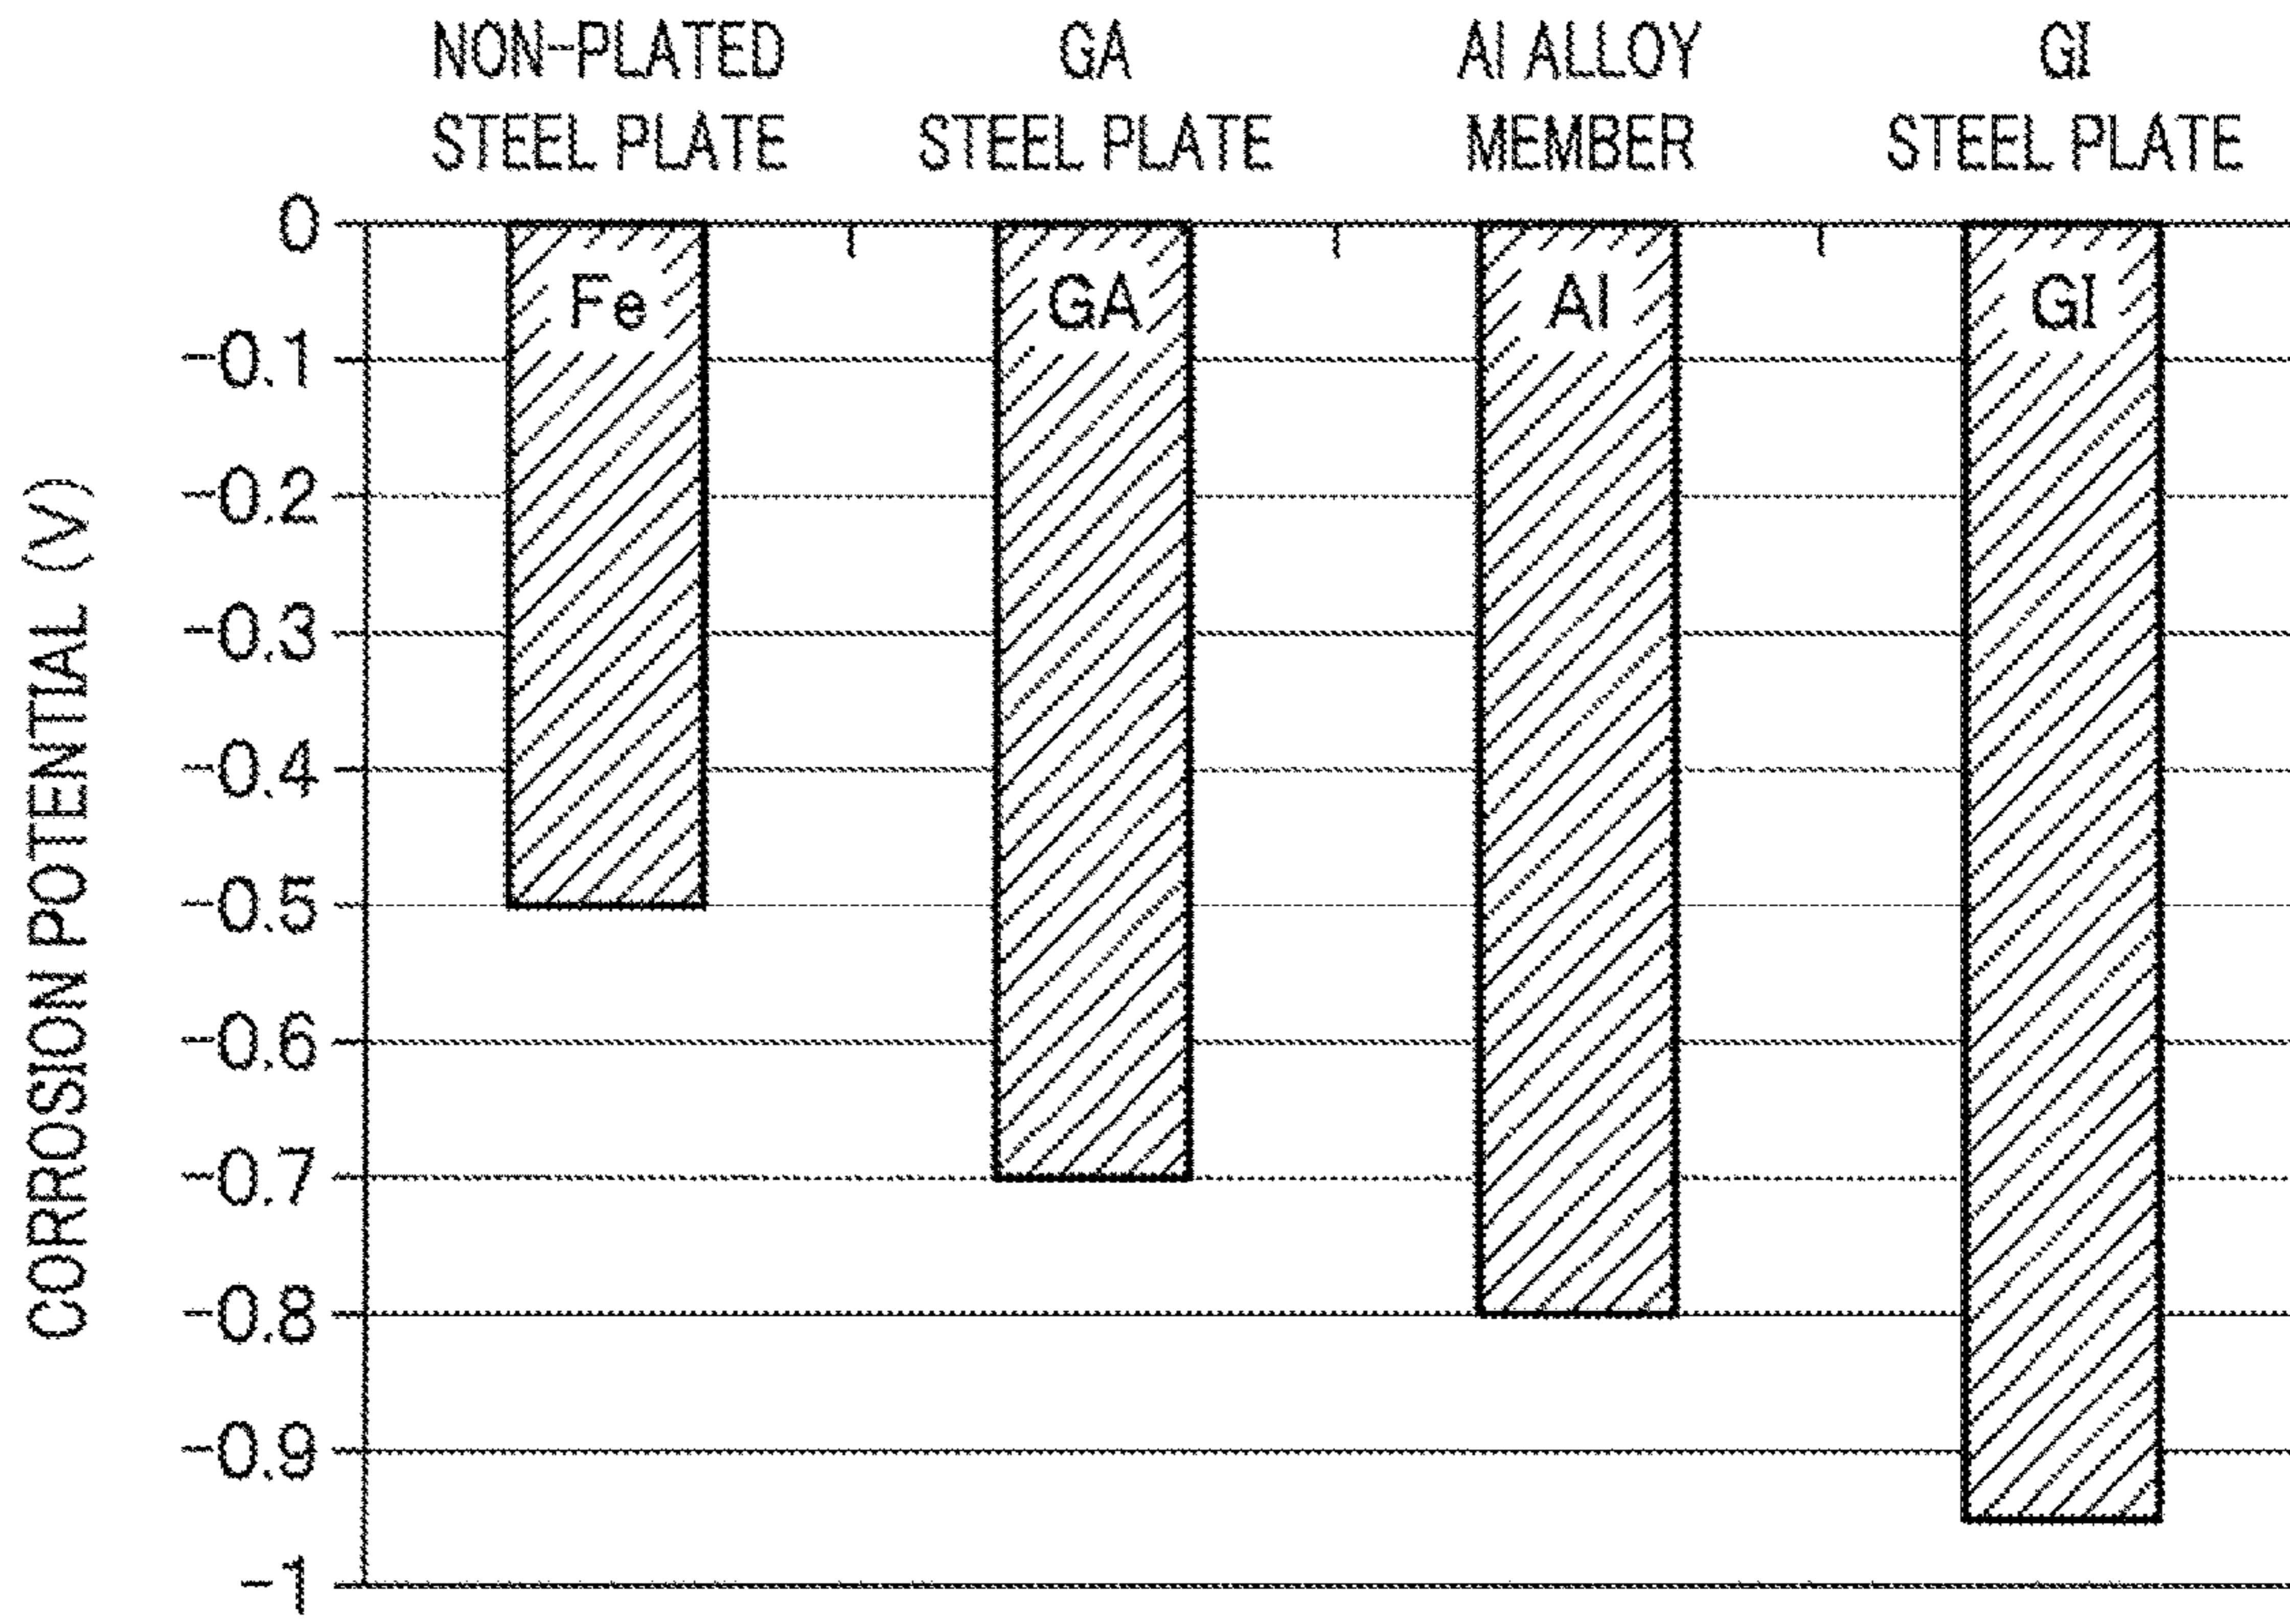 NON-PLATED
STEEL PLATE
GA
STEEL PLATE
Al ALLOY
MEMBER
GI
STEEL PLATE
CORROSION POTENTIAL (V)
0
-0.1
-0.2
-0.3
-0.4
-0.5
-0.6
-0.7
-0.8
-0.9
-1
Fe
GA
Al
GI